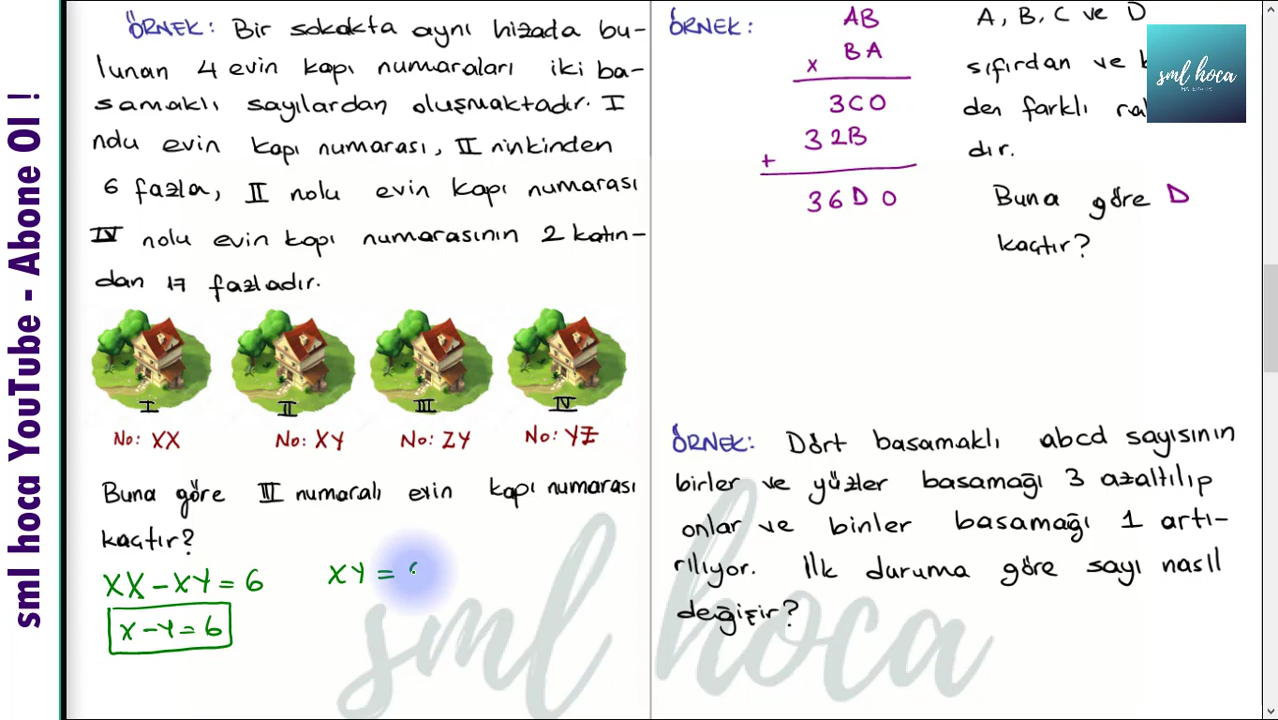 sml hoca YouTube - Abone Ol !
ÖRNEK: Bir sokakta aynı hizada bu-
lunan 4 evin kapı numaraları iki ba-
samaklı sayılardan oluşmaktadır. I
nolu evin kapı numarası, II ninkinden
6 fazla, II nolu evin kapı numarası
IV nolu evin kapı numarasının 2 katın-
dan 17 fazladır.
I II III IV
No: XX No: XY No: ZY No: YZ
Buna göre III numaralı evin kapı numarası
kaçtır?
XX - XY = 6 XY =
X - Y = 6
ÖRNEK:
AB
x BA
3C0
32B
+
36D0
A, B, C ve D
sıfırdan ve b
den farklı ra
dır.
Buna göre D
kaçtır?
sml hoca
ÖRNEK: Dört basamaklı abcd sayısının
birler ve yüzler basamağı 3 azaltılıp
onlar ve binler basamağı 1 artı-
rılıyor. İlk duruma göre sayı nasıl
değişir?
sml hoca